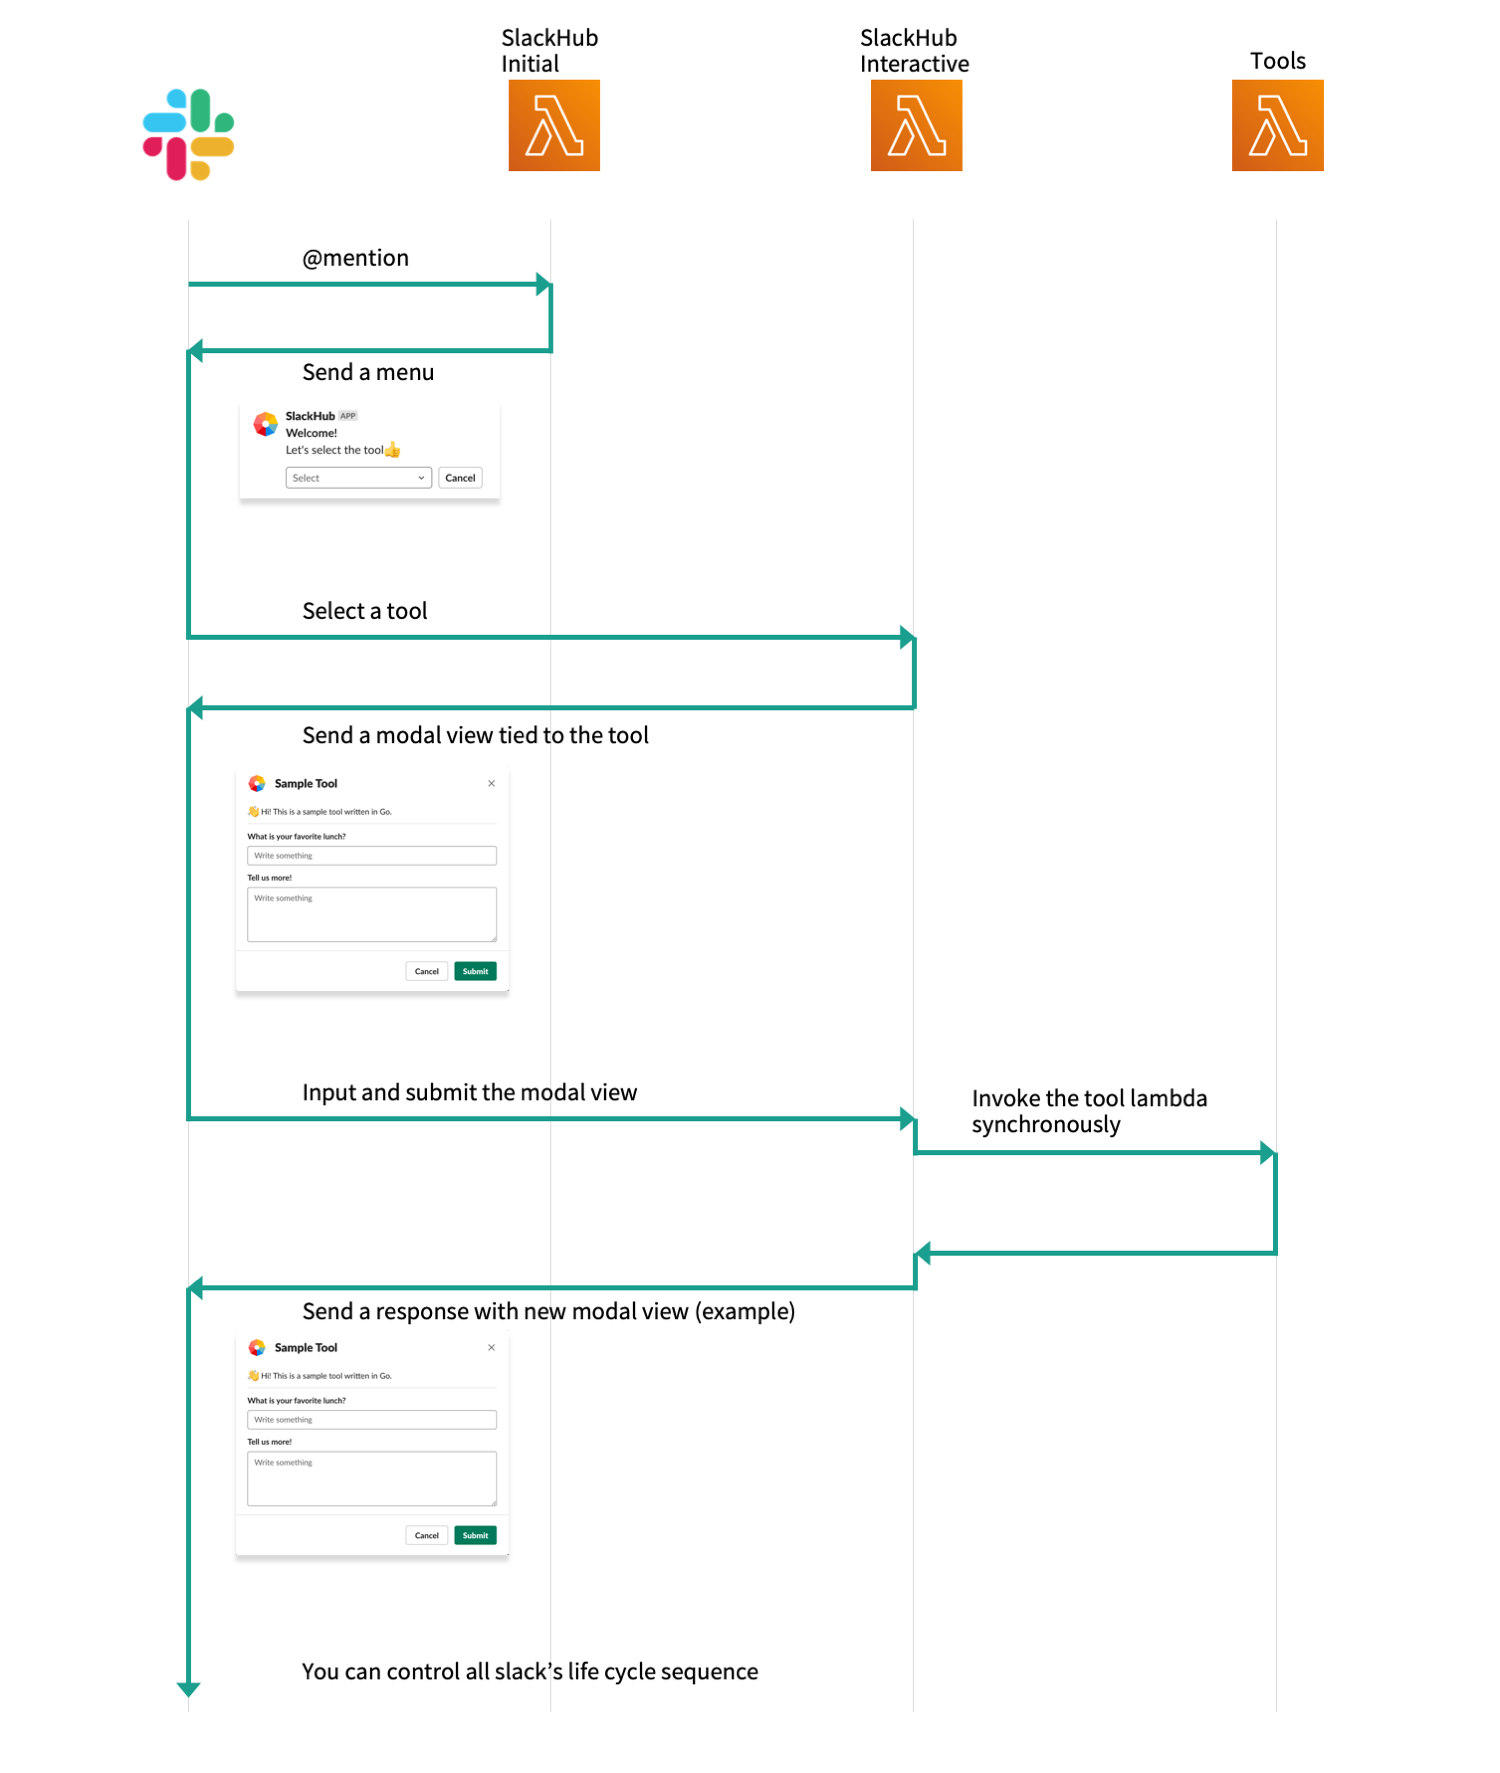 SlackHub
Initial
SlackHub
Interactive
Tools
@mention
Send a menu
SlackHub APP
Welcome!
Let's select the tool
Select
Cancel
Select a tool
Send a modal view tied to the tool
Sample Tool
Hi! This is a sample tool written in Go.
What is your favorite lunch?
Write something
Tell us more!
Write something
Cancel
Submit
Input and submit the modal view
Invoke the tool lambda
synchronously
Send a response with new modal view (example)
Sample Tool
Hi! This is a sample tool written in Go.
What is your favorite lunch?
Write something
Tell us more!
Write something
Cancel
Submit
You can control all slack’s life cycle sequence